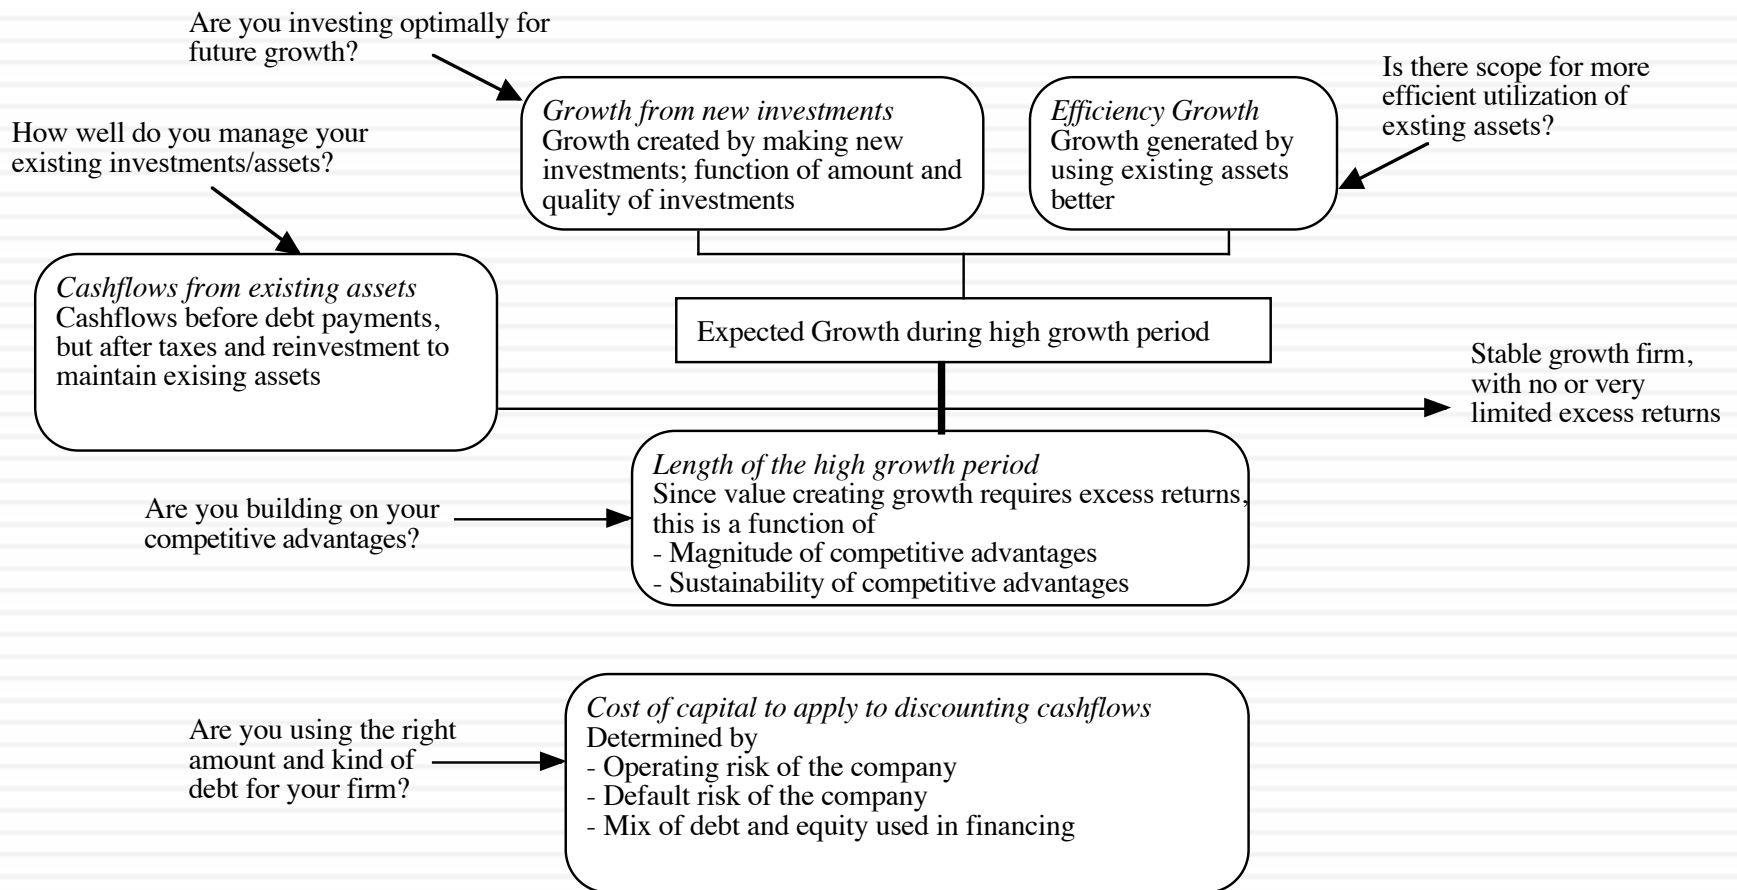 Are you investing optimally for
future growth?
Is there scope for more
efficient utilization of
exsting assets?
Growth from new investments
Growth created by making new
investments; function of amount and
quality of investments
Efficiency Growth
Growth generated by
using existing assets
better
How well do you manage your
existing investments/assets?
Cashflows from existing assets
Cashflows before debt payments,
but after taxes and reinvestment to
maintain exising assets
Expected Growth during high growth period
Stable growth firm,
with no or very
limited excess returns
Length of the high growth period
Since value creating growth requires excess returns,
this is a function of
- Magnitude of competitive advantages
- Sustainability of competitive advantages
Are you building on your
competitive advantages?
Are you using the right
amount and kind of
debt for your firm?
Cost of capital to apply to discounting cashflows
Determined by
- Operating risk of the company
- Default risk of the company
- Mix of debt and equity used in financing